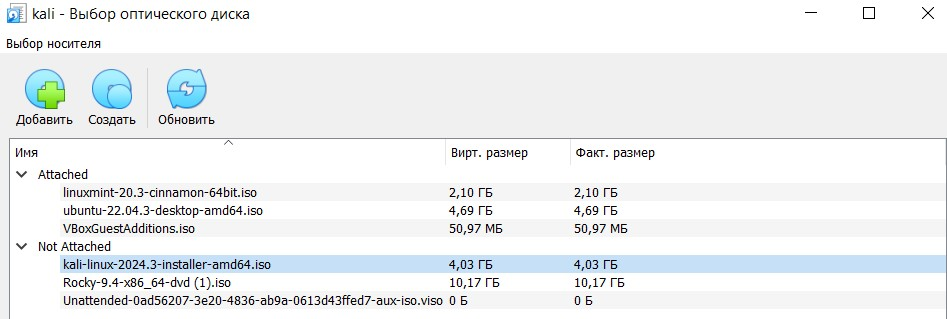 kali - Выбор оптического диска
Выбор носителя
Добавить Создать Обновить
Имя Вирт. размер Факт. размер
Attached
linuxmint-20.3-cinnamon-64bit.iso 2,10 ГБ 2,10 ГБ
ubuntu-22.04.3-desktop-amd64.iso 4,69 ГБ 4,69 ГБ
VBoxGuestAdditions.iso 50,97 МБ 50,97 МБ
Not Attached
kali-linux-2024.3-installer-amd64.iso 4,03 ГБ 4,03 ГБ
Rocky-9.4-x86_64-dvd (1).iso 10,17 ГБ 10,17 ГБ
Unattended-0ad56207-3e20-4836-ab9a-0613d43ffed7-aux-iso.viso 0 Б 0 Б